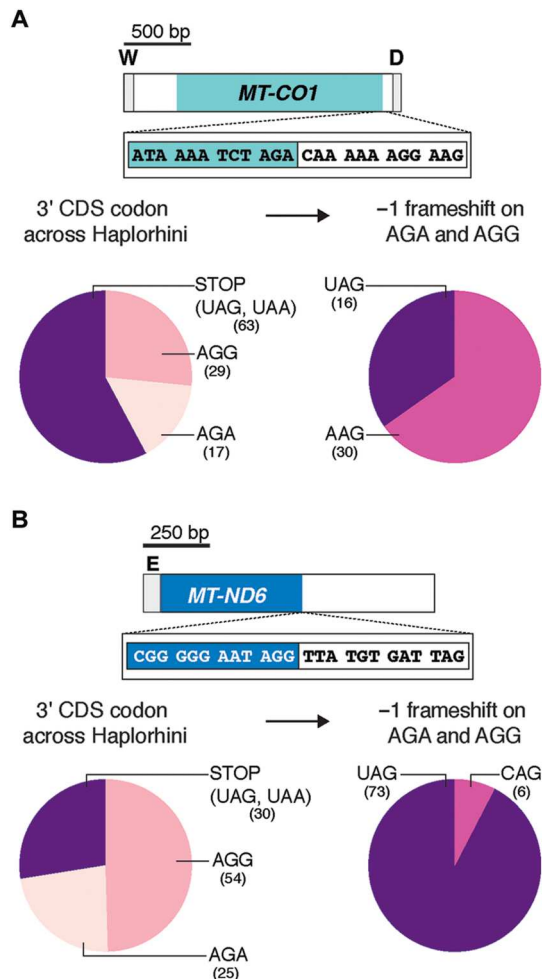 A
500 bp
W D
MT-CO1
ATA AAA TCT AGA CAA AAA AGG AAG
3' CDS codon
across Haplorhini
−1 frameshift on
AGA and AGG
STOP
(UAG, UAA)
(63)
AGG
(29)
AGA
(17)
UAG
(16)
AAG
(30)
B
250 bp
E
MT-ND6
CGG GGG AAT AGG TTA TGT GAT TAG
3' CDS codon
across Haplorhini
−1 frameshift on
AGA and AGG
STOP
(UAG, UAA)
(30)
AGG
(54)
AGA
(25)
UAG
(73)
CAG
(6)